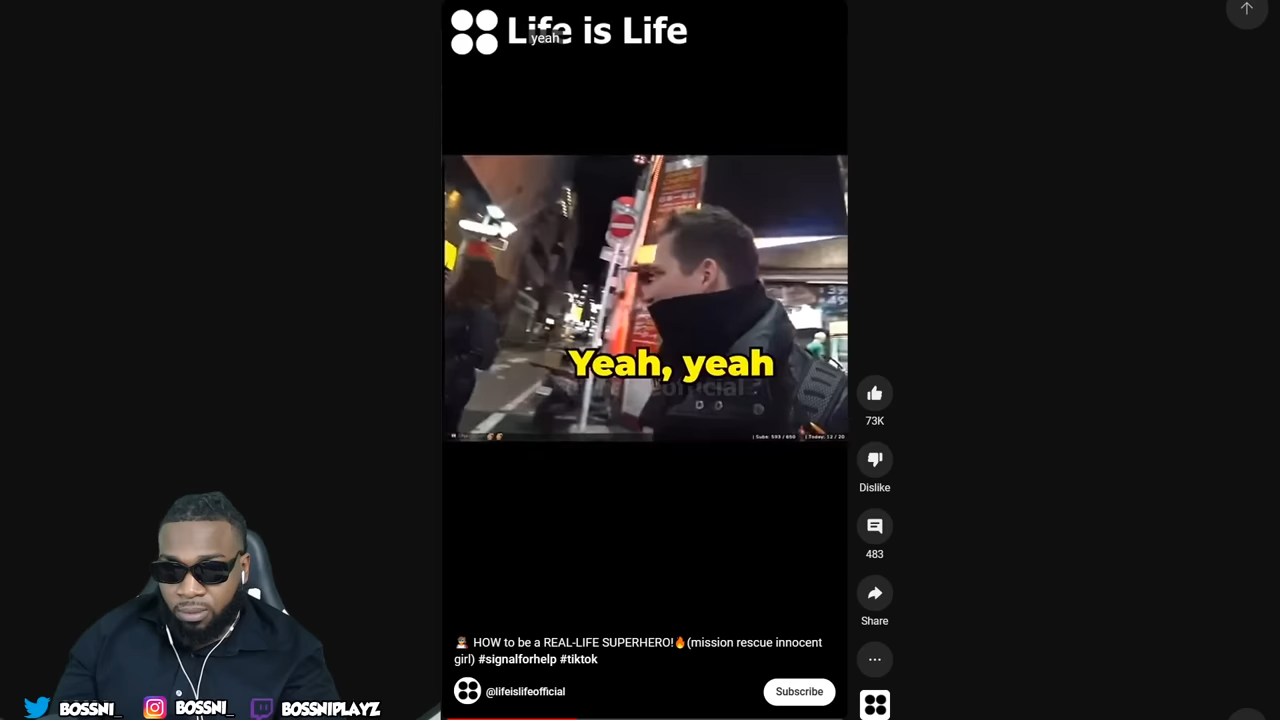 Life is Life
yeah
Yeah, yeah
73K
Dislike
483
Share
HOW to be a REAL-LIFE SUPERHERO!🔥(mission rescue innocent
girl) #signalforhelp #tiktok
@lifeislifeofficial
Subscribe
BOSSNI_
BOSSNI_
BOSSNIPLAYZ